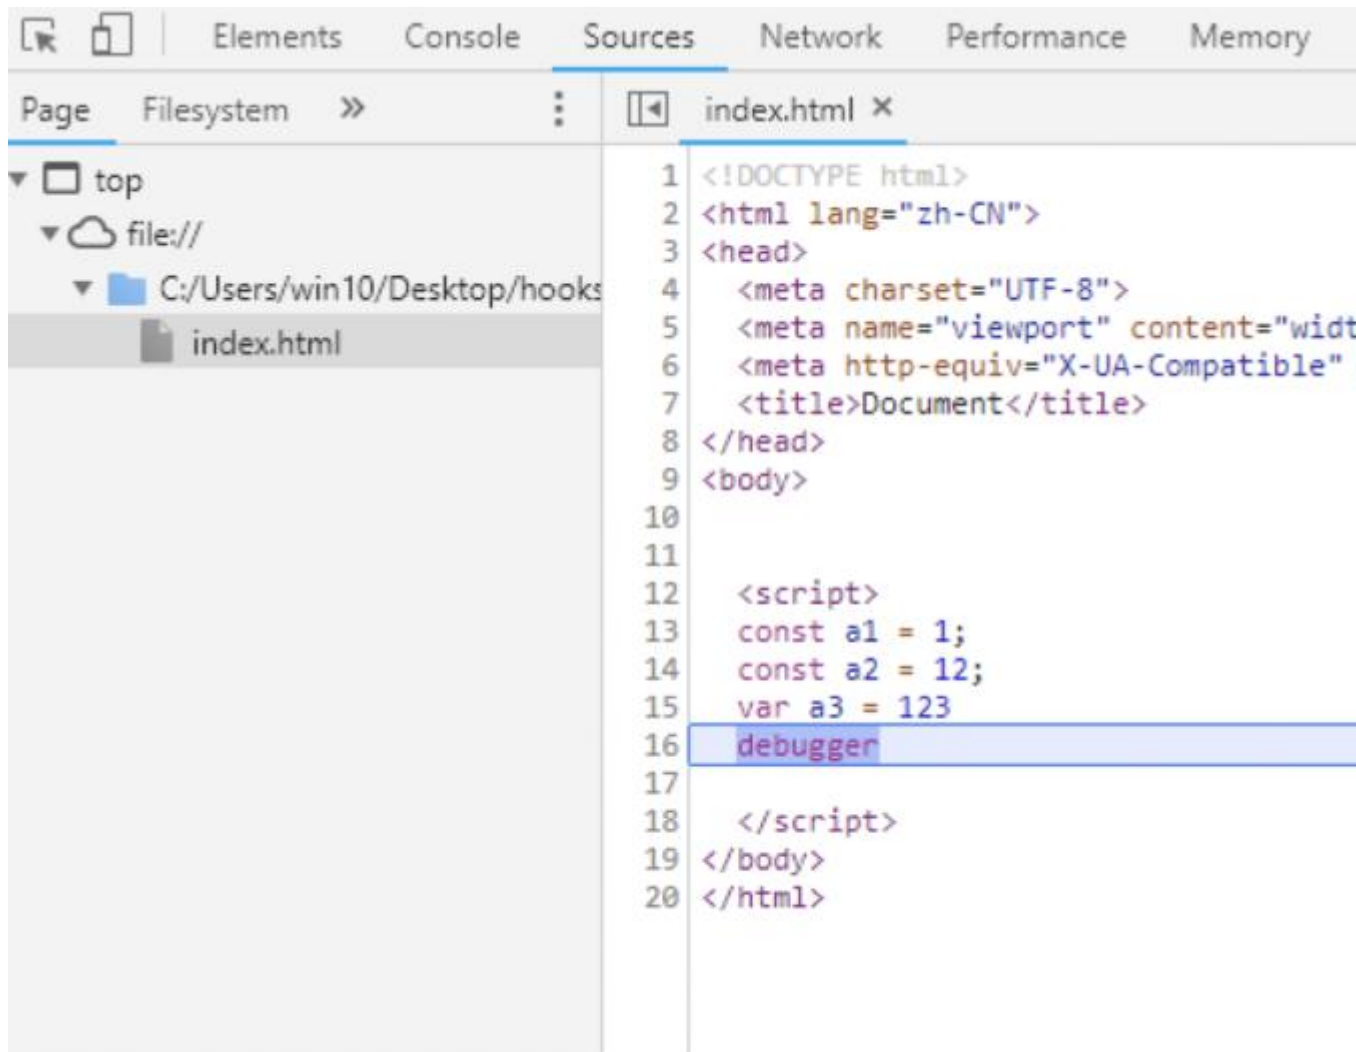 Elements Console Sources Network Performance Memory
Page Filesystem »
index.html ×
top
file://
C:/Users/win10/Desktop/hooks
index.html
1 <!DOCTYPE html>
2 <html lang="zh-CN">
3 <head>
4 <meta charset="UTF-8">
5 <meta name="viewport" content="widt
6 <meta http-equiv="X-UA-Compatible"
7 <title>Document</title>
8 </head>
9 <body>
10
11
12 <script>
13 const a1 = 1;
14 const a2 = 12;
15 var a3 = 123
16 debugger
17
18 </script>
19 </body>
20 </html>